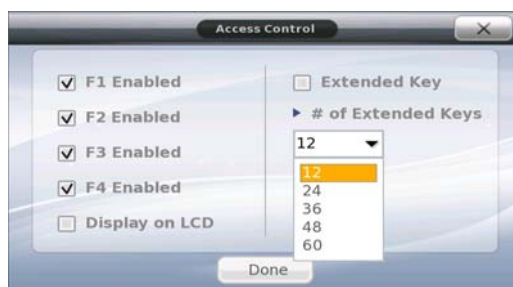 Access Control
F1 Enabled
F2 Enabled
F3 Enabled
F4 Enabled
Display on LCD
Extended Key
# of Extended Keys
12
12
24
36
48
60
Done